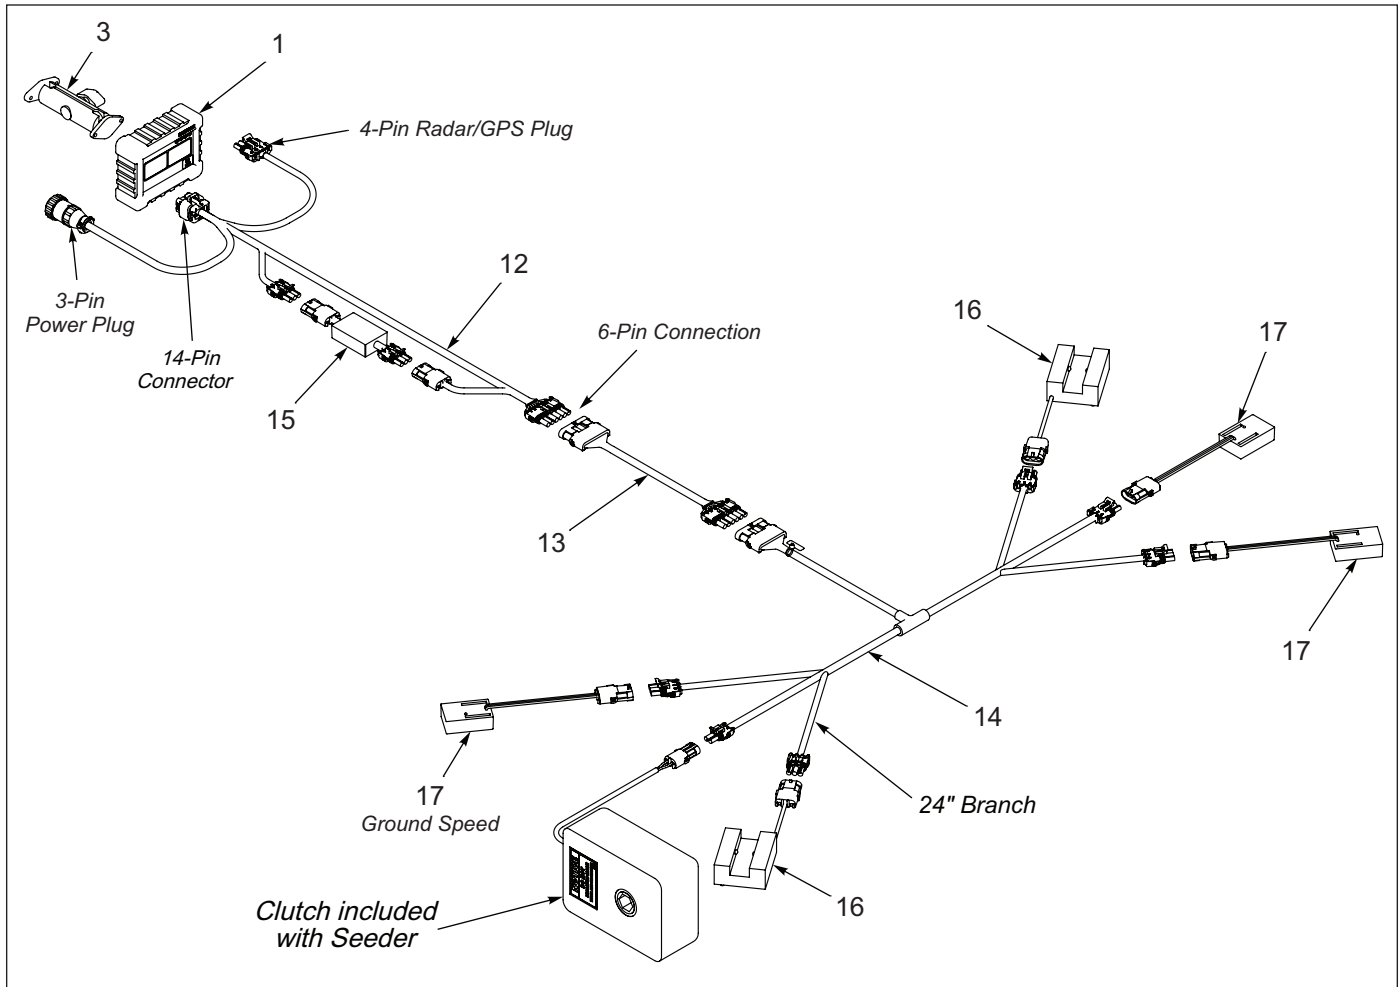 3
1
4-Pin Radar/GPS Plug
12
3-Pin
Power Plug
6-Pin Connection
16
17
14-Pin
Connector
15
13
17
14
17
Ground Speed
24" Branch
16
Clutch included
with Seeder